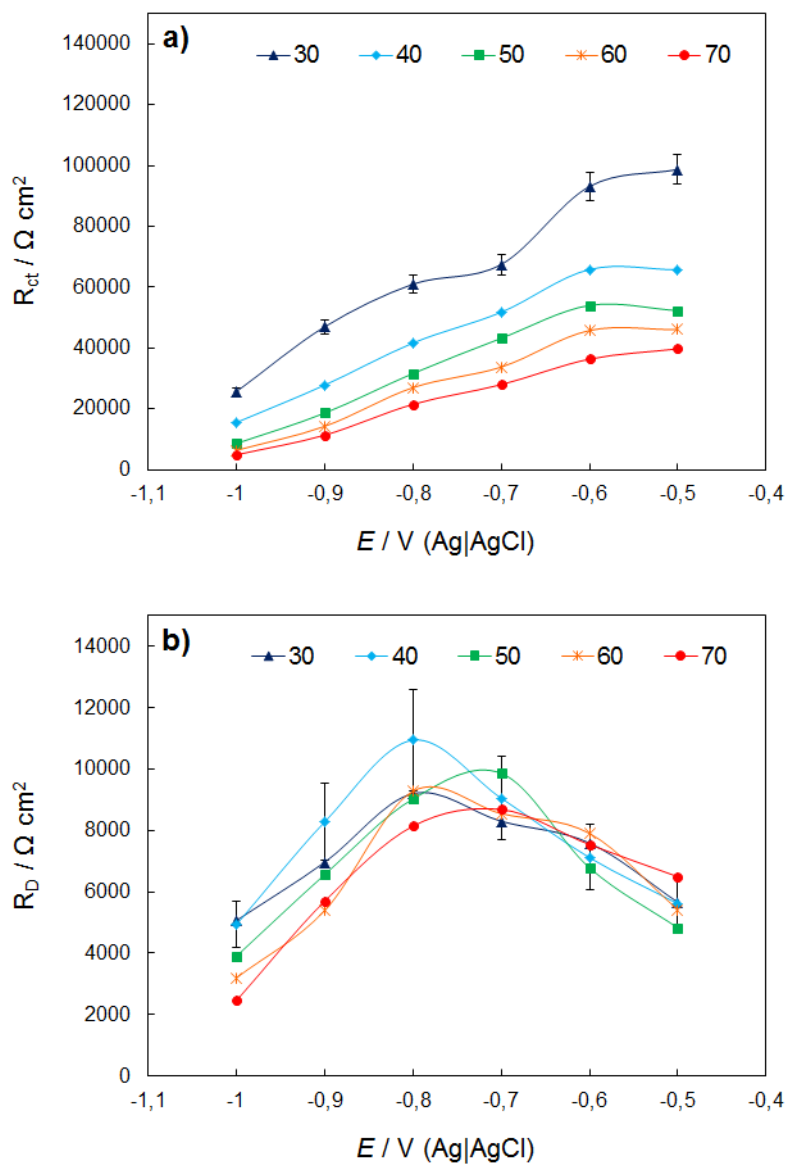 a)
30 40 50 60 70
140000
120000
100000
80000
60000
40000
20000
0
R_ct / Ω cm²
-1,1 -1 -0,9 -0,8 -0,7 -0,6 -0,5 -0,4
E / V (Ag|AgCl)
b)
30 40 50 60 70
14000
12000
10000
8000
6000
4000
2000
0
R_D / Ω cm²
-1,1 -1 -0,9 -0,8 -0,7 -0,6 -0,5 -0,4
E / V (Ag|AgCl)